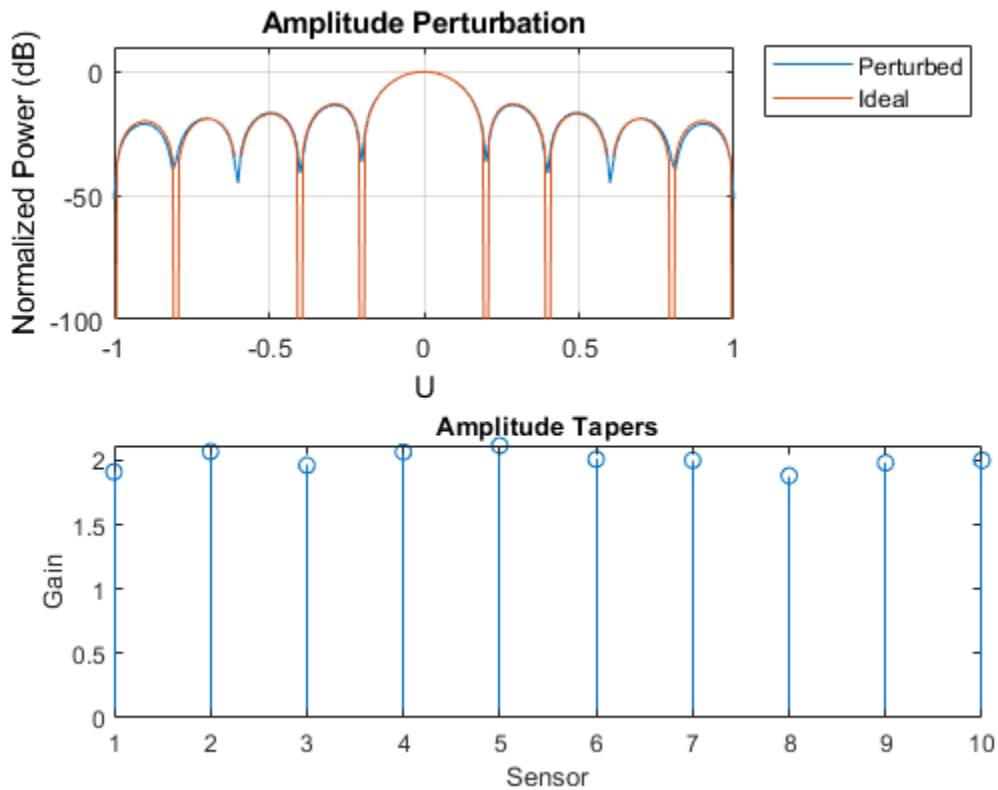 Amplitude Perturbation
Normalized Power (dB)
0
-50
-100
-1 -0.5 0 0.5 1
U
Perturbed
Ideal
Amplitude Tapers
Gain
2
1.5
1
0.5
0
1 2 3 4 5 6 7 8 9 10
Sensor